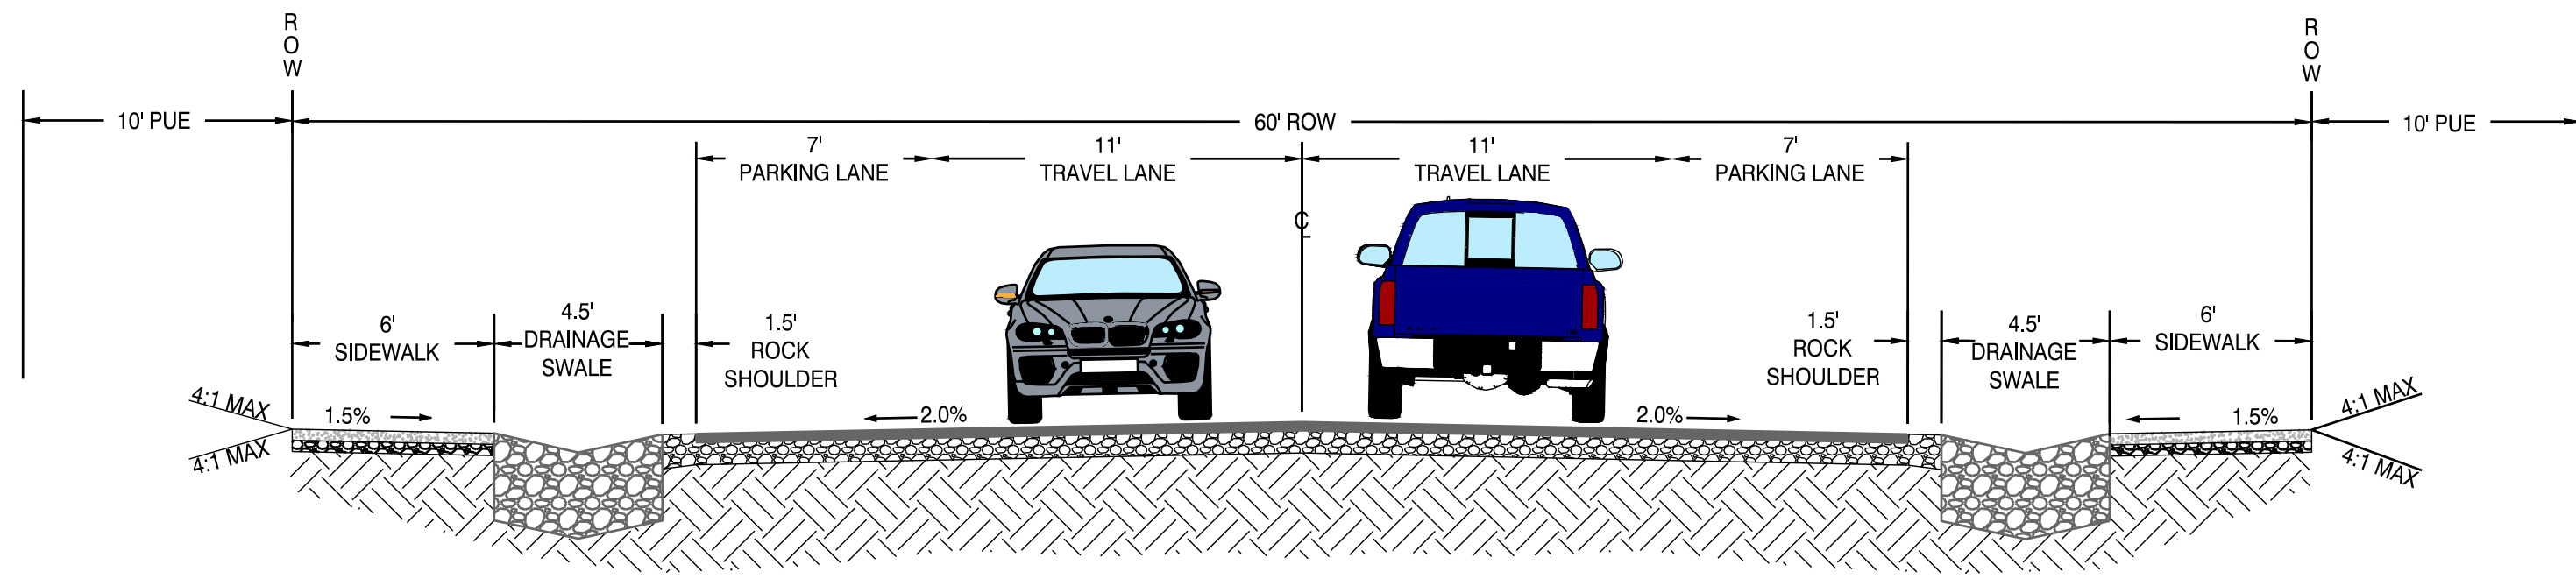 R
O
W
R
O
W
10' PUE
60' ROW
10' PUE
7'
PARKING LANE
11'
TRAVEL LANE
11'
TRAVEL LANE
7'
PARKING LANE
C
L
6'
SIDEWALK
4.5'
DRAINAGE
SWALE
1.5'
ROCK
SHOULDER
1.5'
ROCK
SHOULDER
4.5'
DRAINAGE
SWALE
6'
SIDEWALK
4:1 MAX
4:1 MAX
1.5%
2.0%
2.0%
1.5%
4:1 MAX
4:1 MAX